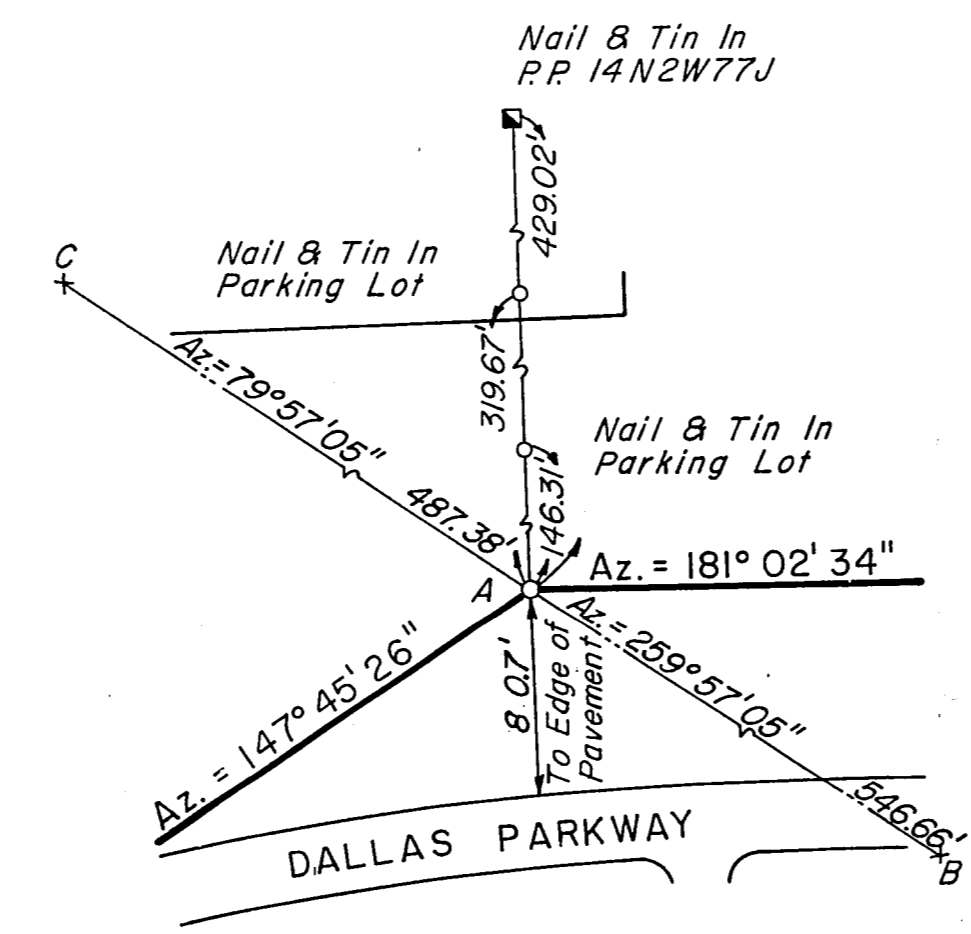 Nail & Tin In
P.P. 14N2W77J
429.02'
C
Nail & Tin In
Parking Lot
319.67'
Az.= 79°57'05"
487.38'
Nail & Tin In
Parking Lot
146.31'
A
Az. = 181° 02' 34"
Az. = 147° 45' 26"
8 0.7'
To Edge of
Pavement
Az. = 259°57'05"
546.66'
B
DALLAS PARKWAY